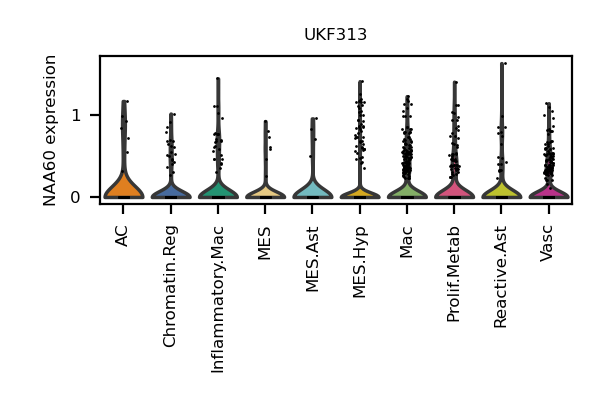 UKF313
NAA60 expression
1
0
AC
Chromatin.Reg
Inflammatory.Mac
MES
MES.Ast
MES.Hyp
Mac
Prolif.Metab
Reactive.Ast
Vasc